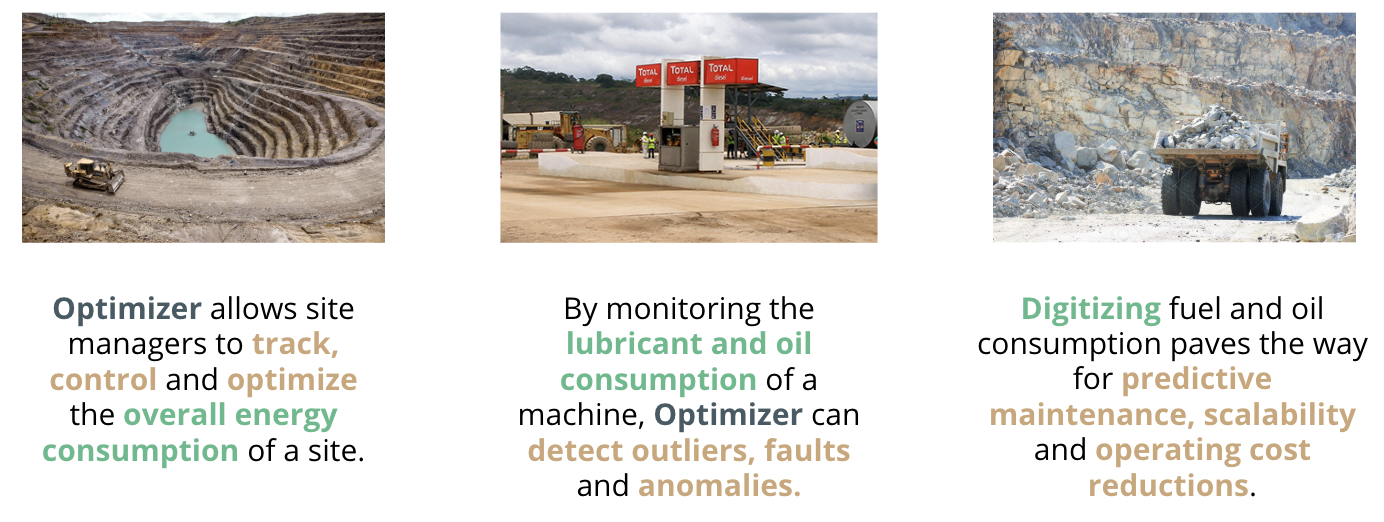 TOTAL
diesel
TOTAL
diesel
TOTAL
diesel
diesel
Optimizer allows site
managers to track,
control and optimize
the overall energy
consumption of a site.
By monitoring the
lubricant and oil
consumption of a
machine, Optimizer can
detect outliers, faults
and anomalies.
Digitizing fuel and oil
consumption paves the way
for predictive
maintenance, scalability
and operating cost
reductions.